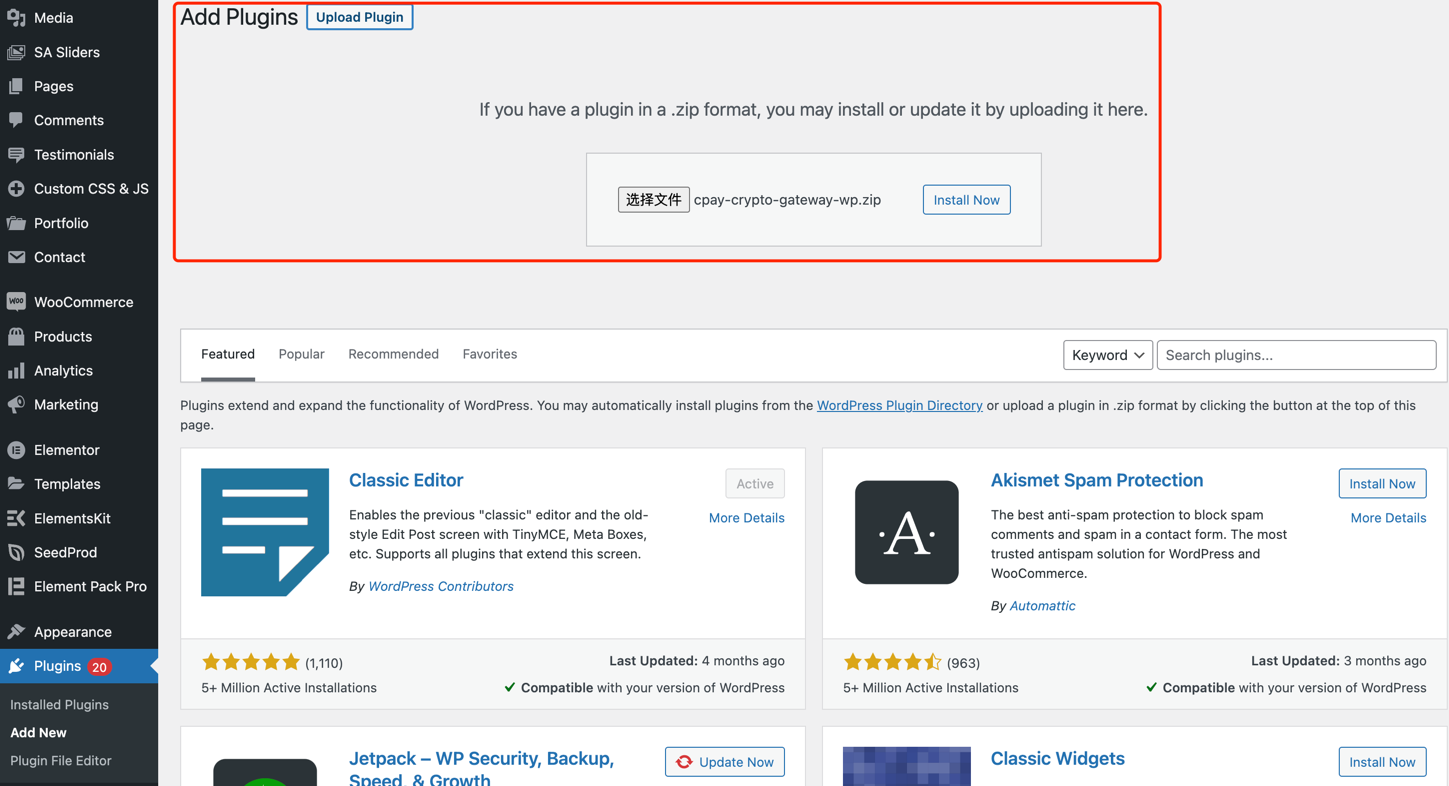 Media
SA Sliders
Pages
Comments
Testimonials
Custom CSS & JS
Portfolio
Contact
WooCommerce
Products
Analytics
Marketing
Elementor
Templates
ElementsKit
SeedProd
Element Pack Pro
Appearance
Plugins 20
Installed Plugins
Add New
Plugin File Editor
Add Plugins Upload Plugin
If you have a plugin in a .zip format, you may install or update it by uploading it here.
选择文件 cpay-crypto-gateway-wp.zip Install Now
Featured Popular Recommended Favorites Keyword Search plugins...
Plugins extend and expand the functionality of WordPress. You may automatically install plugins from the WordPress Plugin Directory or upload a plugin in .zip format by clicking the button at the top of this
page.
Classic Editor
Active
More Details
Enables the previous "classic" editor and the old-
style Edit Post screen with TinyMCE, Meta Boxes,
etc. Supports all plugins that extend this screen.
By WordPress Contributors
(1,110)
5+ Million Active Installations
Last Updated: 4 months ago
Compatible with your version of WordPress
A
Akismet Spam Protection
Install Now
More Details
The best anti-spam protection to block spam
comments and spam in a contact form. The most
trusted antispam solution for WordPress and
WooCommerce.
By Automattic
(963)
5+ Million Active Installations
Last Updated: 3 months ago
Compatible with your version of WordPress
Jetpack – WP Security, Backup,
Speed, & Growth
Update Now
Classic Widgets
Install Now